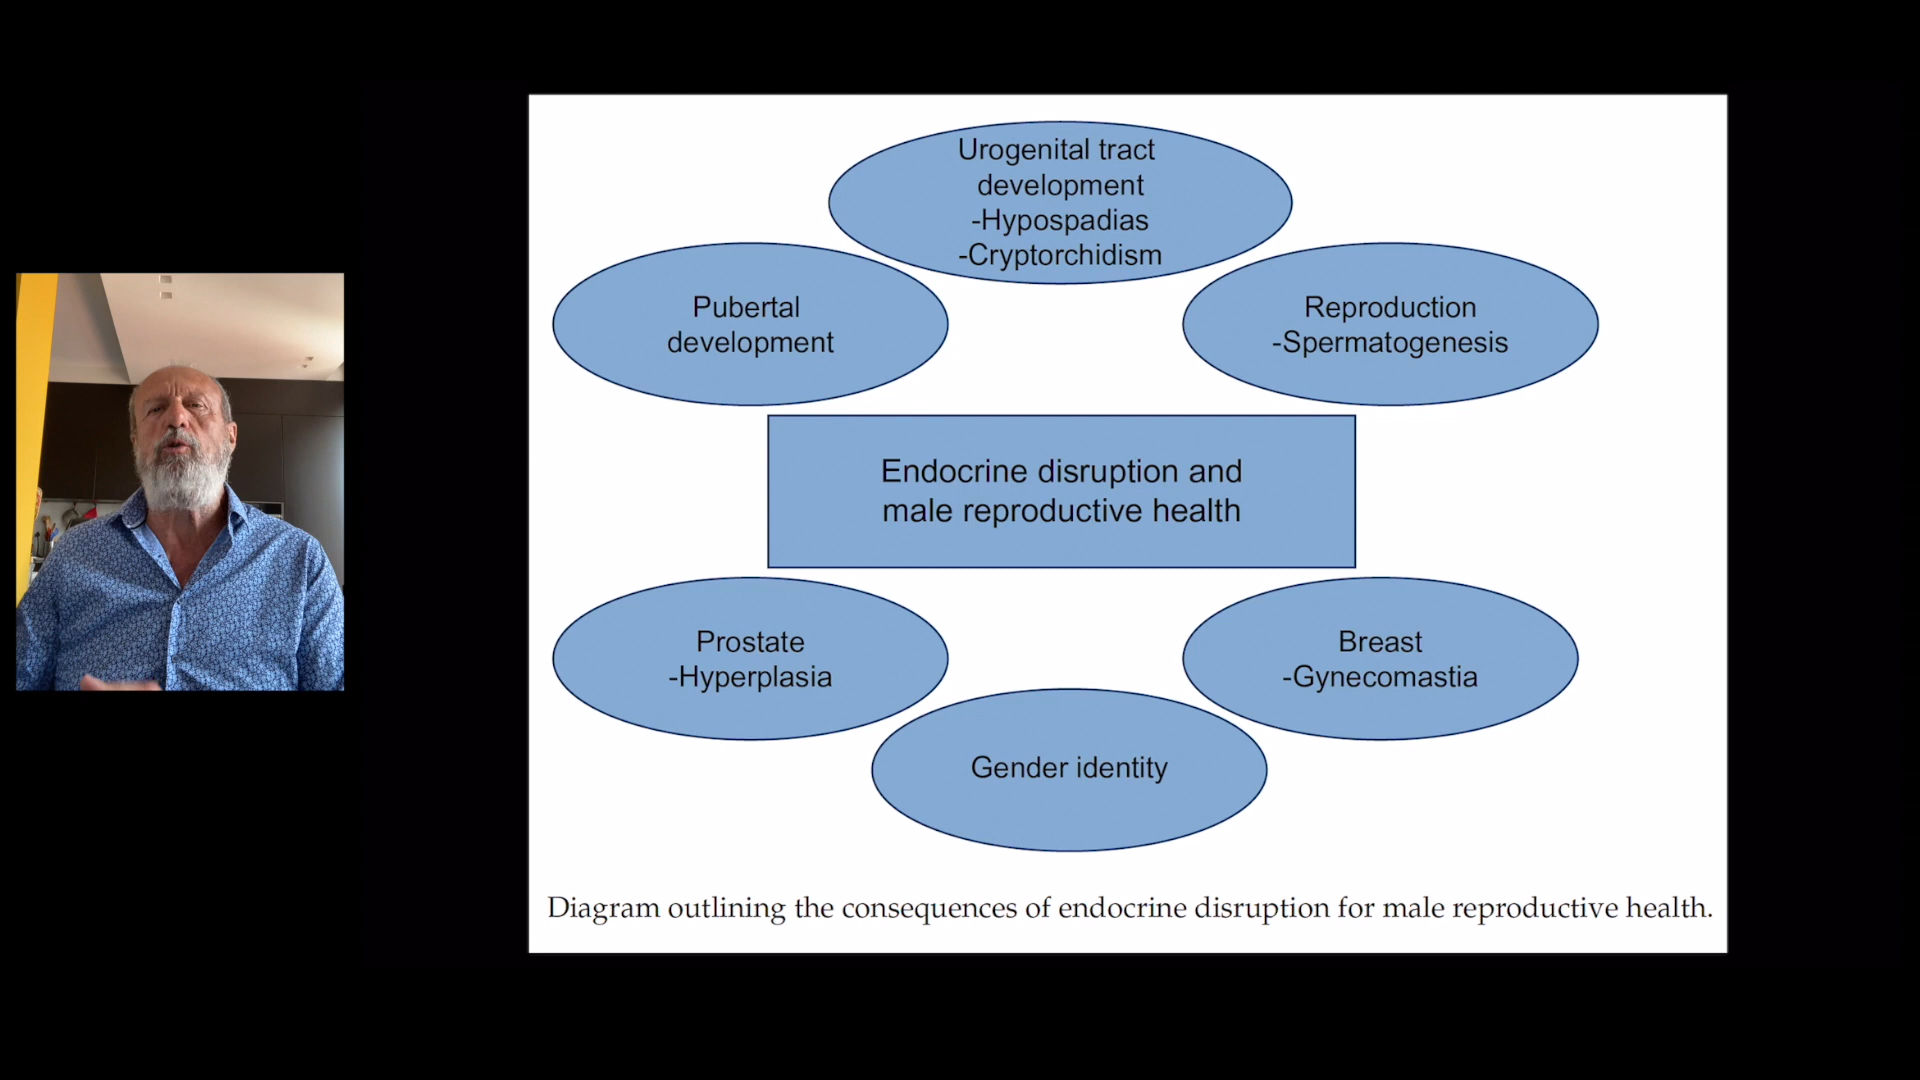 Urogenital tract
development
-Hypospadias
-Cryptorchidism
Pubertal
development
Reproduction
-Spermatogenesis
Endocrine disruption and
male reproductive health
Prostate
-Hyperplasia
Breast
-Gynecomastia
Gender identity
Diagram outlining the consequences of endocrine disruption for male reproductive health.